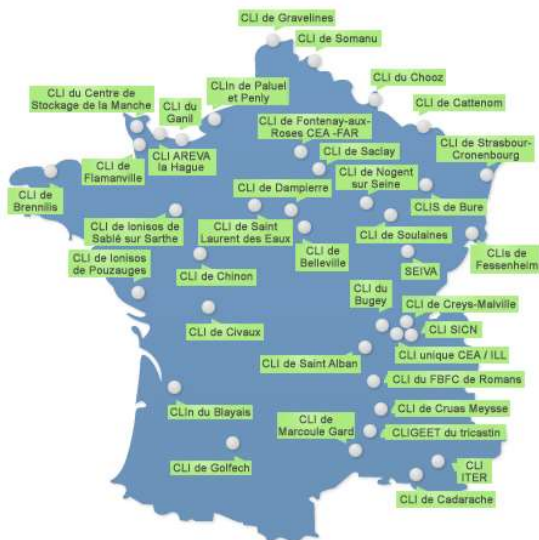 CLI de Gravelines
CLI de Somanu
CLI du Chooz
CLIn de Paluel
et Penly
CLI du Centre de
Stockage de la Manche
CLI
du
Ganil
CLI de Cattenom
CLI de Fontenay-aux-
Roses CEA -FAR
CLI de Strasbour-
Cronenbourg
CLI AREVA
la Hague
CLI de
Flamanville
CLI de Saclay
CLI de Nogent
sur Seine
CLI de
Brennilis
CLI de Dampierre
CLIS de Bure
CLI de Ionisos de
Sablé sur Sarthe
CLI de Saint
Laurent des Eaux
CLI de Soulaines
CLI de
Belleville
CLIs de
Fessenheim
CLI de Ionisos
de Pouzauges
SEIVA
CLI de Chinon
CLI du
Bugey
CLI de Creys-Malville
CLI de Civaux
CLI SICN
CLI de Saint Alban
CLI unique CEA / ILL
CLI du FBFC de Romans
CLIn du Blayais
CLI de Cruas Meysse
CLI de
Marcoule Gard
CLIGEET du tricastin
CLI de Golfech
CLI
ITER
CLI de Cadarache